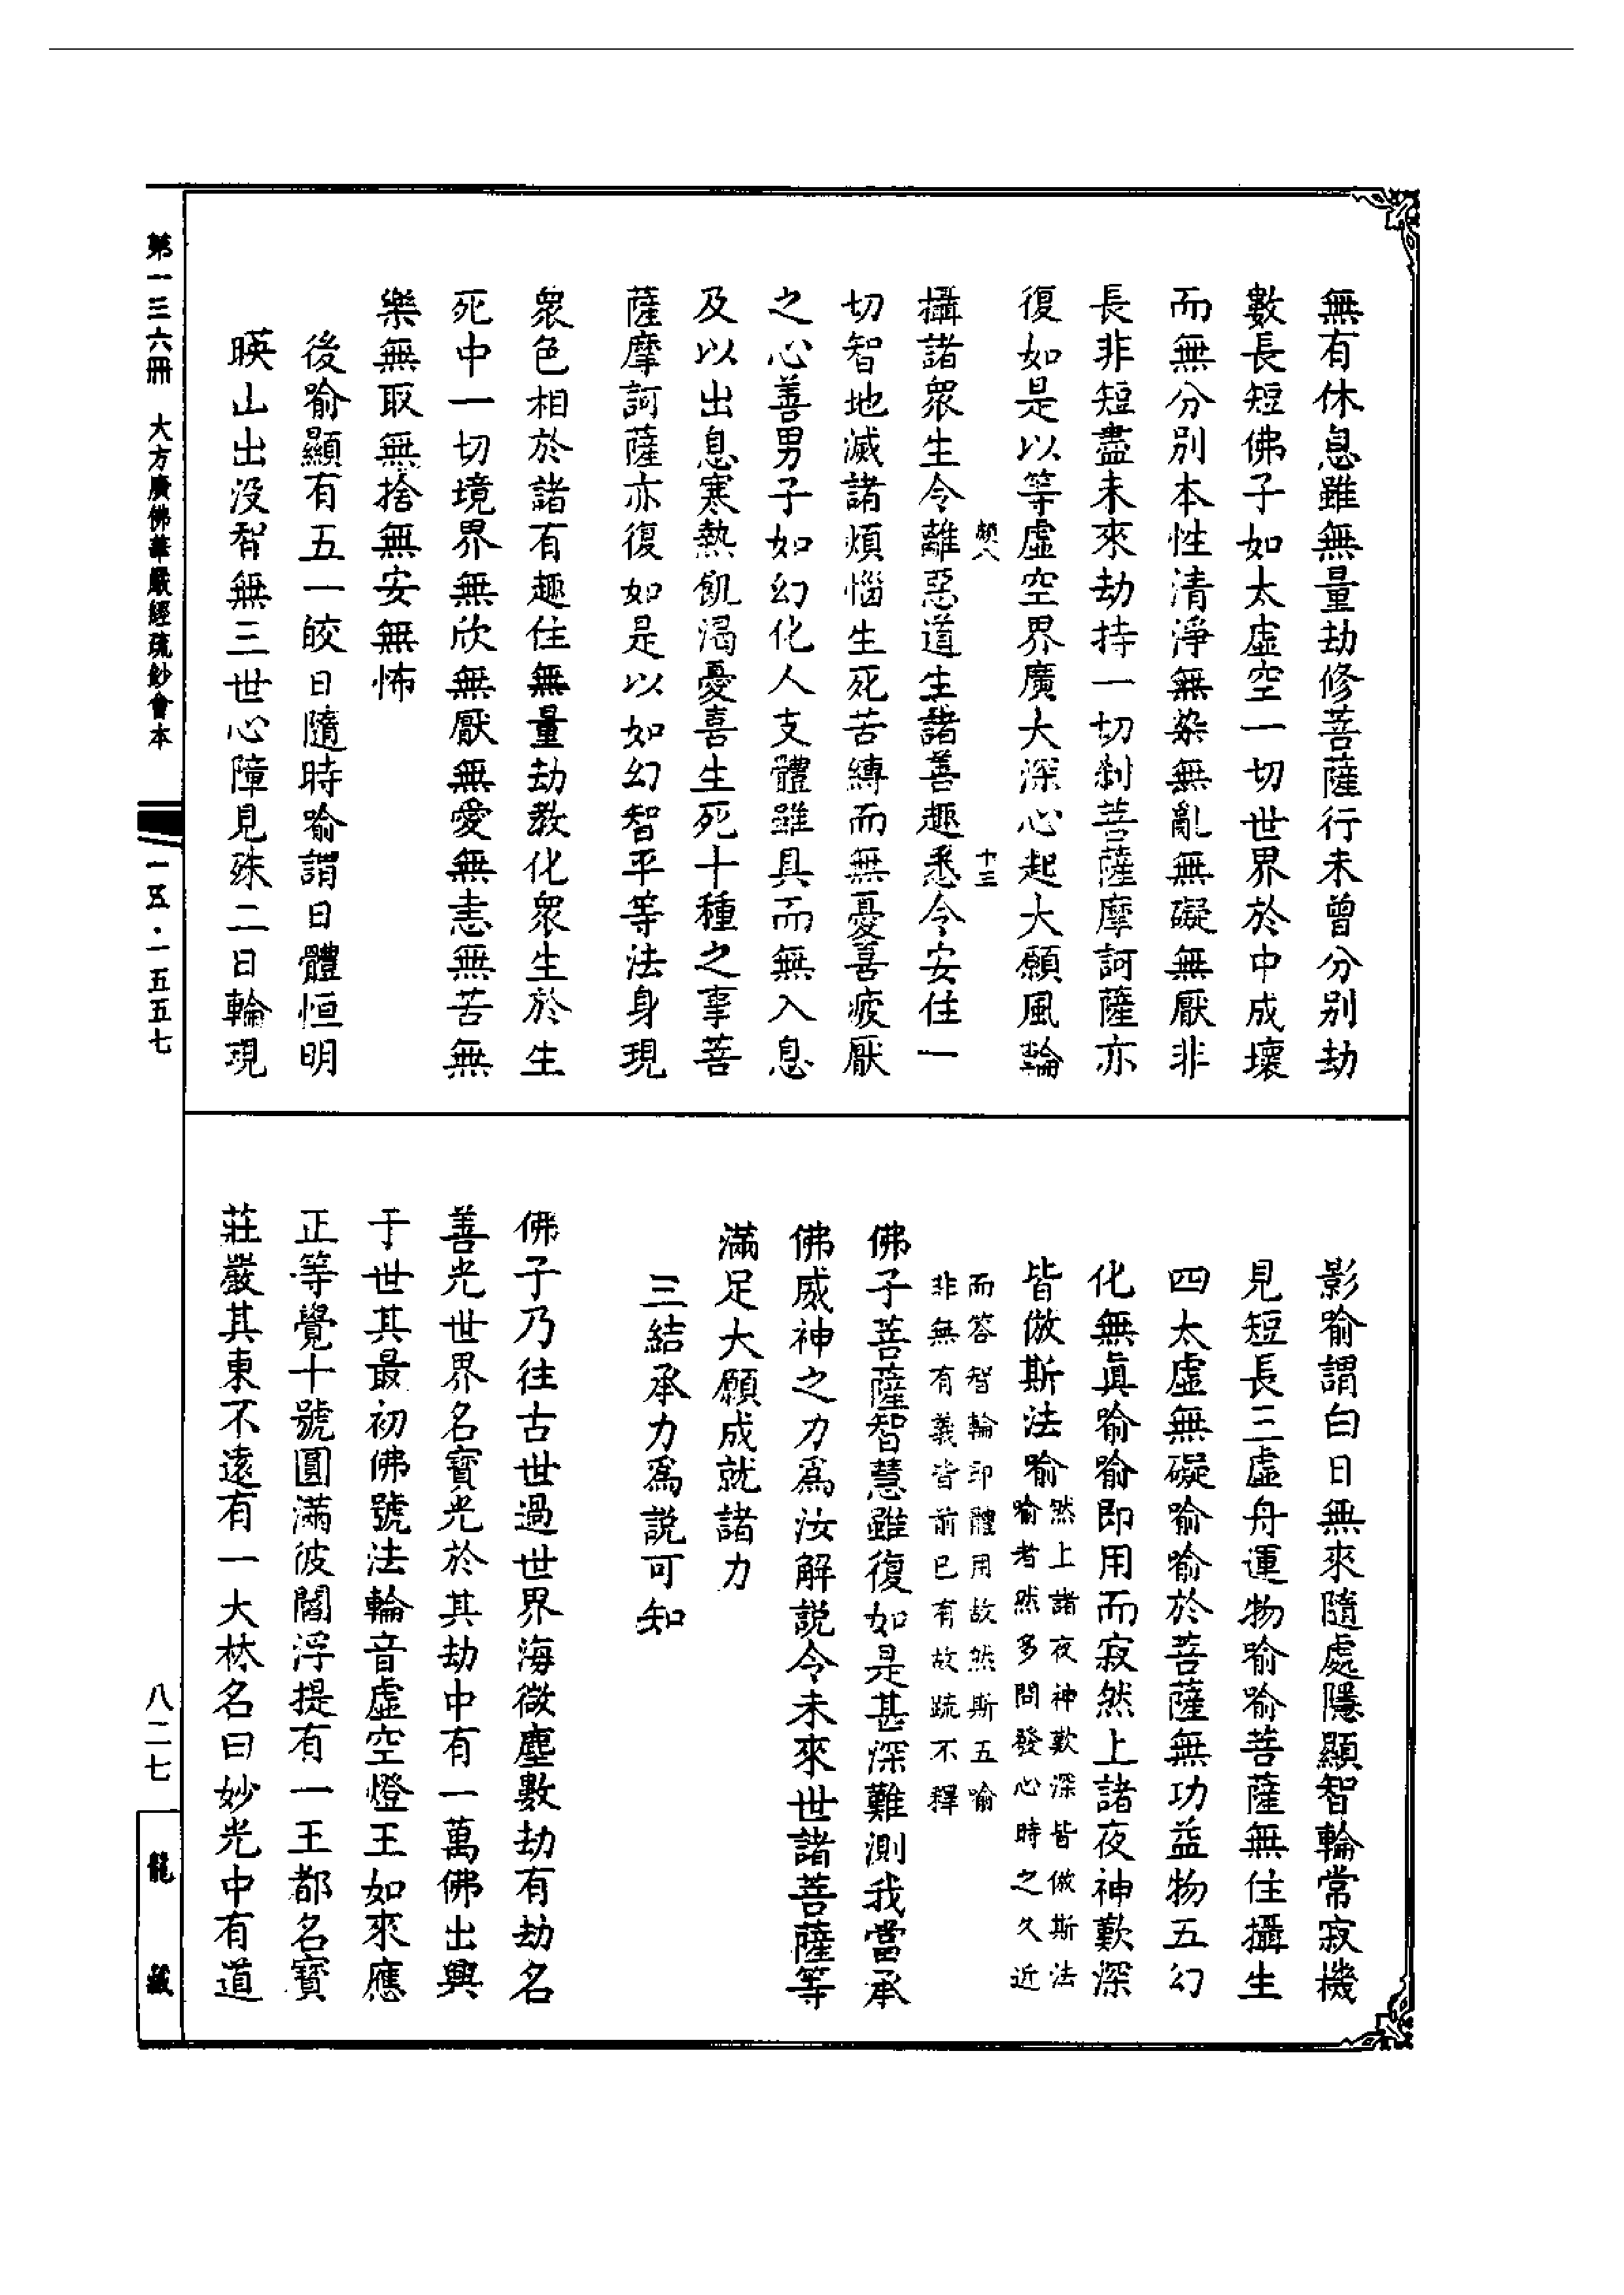 無有休息雖無量劫修菩薩行未曾分別劫
數長短佛子如太虛空一切世界於中成壞
而無分別本性清淨無染無亂無礙無厭非
長非短盡未來劫持一切刹菩薩摩訶薩亦
復如是以等虛空界廣大深心起大願風輪
十三
攝諸衆生令離惡道生諸善趣悉令安住一
切智地滅諸煩惱生死苦縛而無憂喜疲厭
之心善男子如幻化人支體雖具而無入息
及以出息寒熱飢渴憂喜生死十種之事菩
薩摩訶薩亦復如是以如幻智平等法身現
衆色相於諸有趣住無量劫教化衆生於生
死中一切境界無欣無厭無愛無恚無苦無
樂無取無捨無安無怖
後喻顯有五一皎日隨時喻謂日體恒明
暎山出没智無三世心障見殊二日輪現
影喻謂白日無來隨處隱顯智輪常寂機
見短長三虛舟運物喻喻菩薩無住攝生
四太虛無礙喻喻於菩薩無功益物五幻
化無眞喻喻即用而寂然上諸夜神歎深
皆倣斯法喻
然上諸夜神歎深皆倣斯法
喻者然多問發心時之久近
而答智輪印體用故然斯五喻
非無有義皆前已有故疏不釋
佛子菩薩智慧雖復如是甚深難測我當承
佛威神之力爲汝解説令未來世諸菩薩等
滿足大願成就諸力
三結承力爲説可知
佛子乃往古世過世界海微塵數劫有劫名
善光世界名寶光於其劫中有一萬佛出興
于世其最初佛號法輪音虛空燈王如來應
正等覺十號圓滿彼閻浮提有一王都名寶
莊嚴其東不遠有一大林名曰妙光中有道
第一三六冊 大方廣佛華嚴經疏鈔會本
一五·一五五七
八二七
龍藏